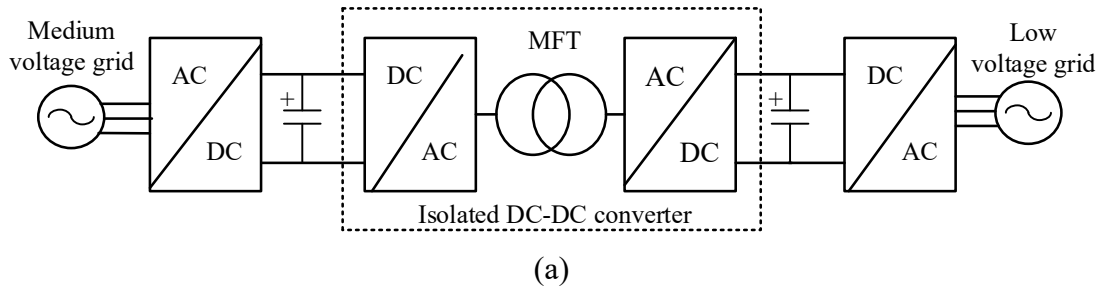 Medium
voltage grid
AC
DC
+
DC
AC
MFT
AC
DC
+
DC
AC
Low
voltage grid
Isolated DC-DC converter
(a)